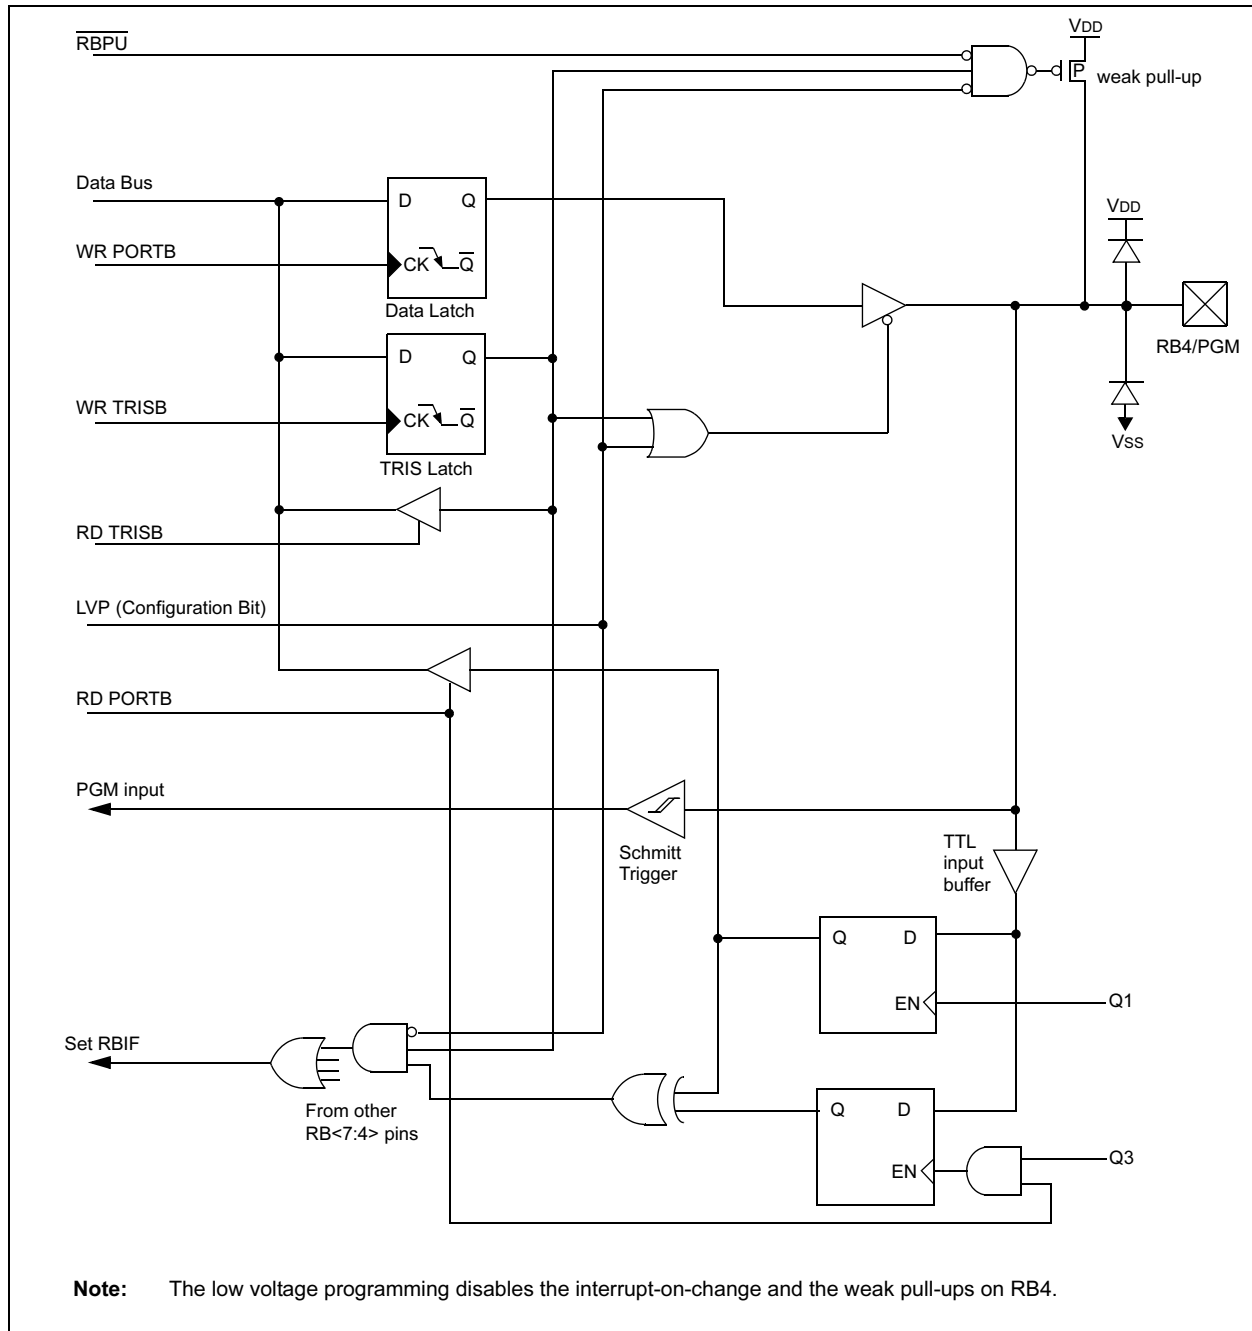 RBPU
VDD
P
weak pull-up
Data Bus
D Q
VDD
WR PORTB
CK Q
Data Latch
D Q
RB4/PGM
WR TRISB
CK Q
VSS
TRIS Latch
RD TRISB
LVP (Configuration Bit)
RD PORTB
PGM input
Schmitt
Trigger
TTL
input
buffer
Q D
EN
Q1
Set RBIF
From other
RB<7:4> pins
Q D
EN
Q3
Note: The low voltage programming disables the interrupt-on-change and the weak pull-ups on RB4.